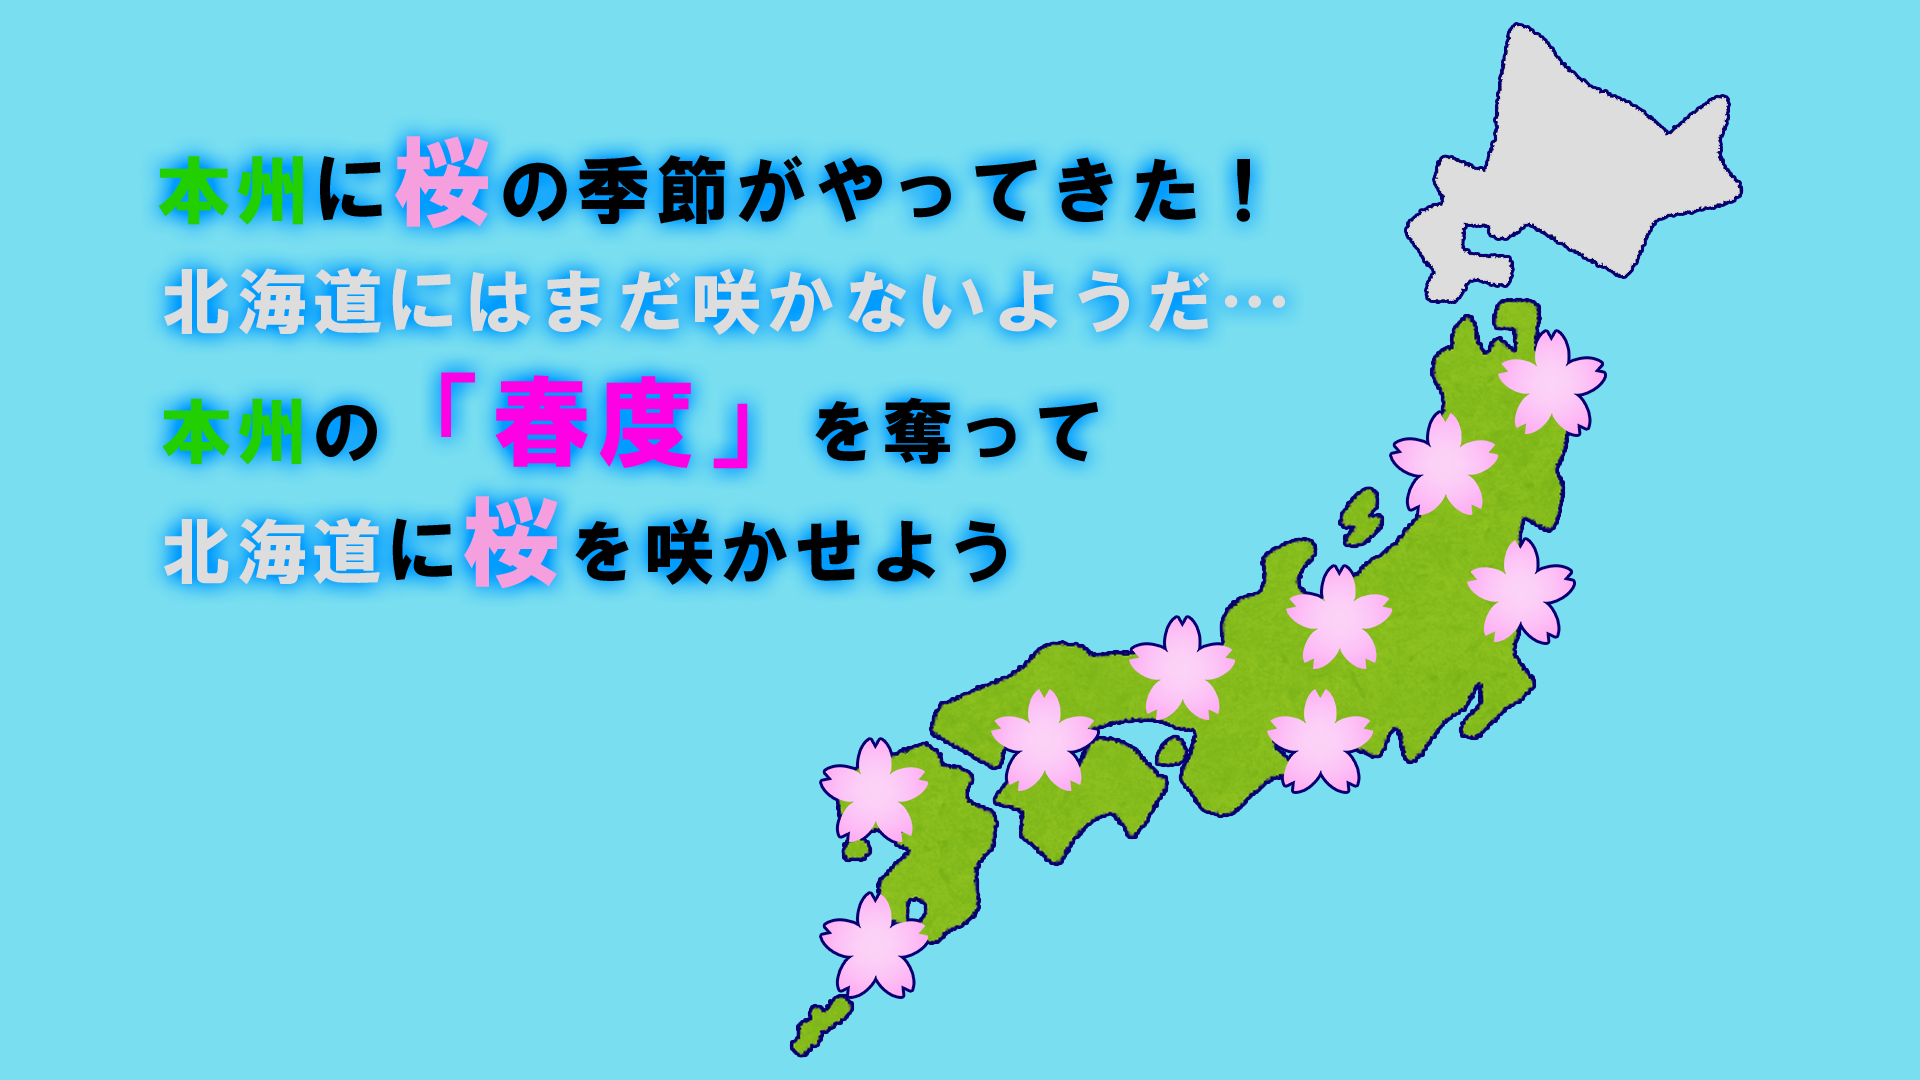 本州に桜の季節がやってきた！
北海道にはまだ咲かないようだ…
本州の「春度」を奪って
北海道に桜を咲かせよう